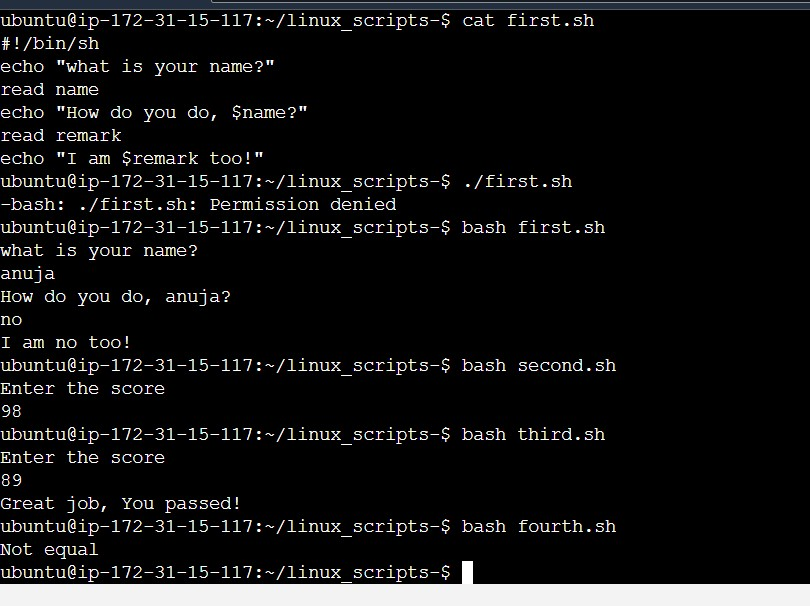 ubuntu@ip-172-31-15-117:~/linux_scripts-$ cat first.sh
#!/bin/sh
echo "what is your name?"
read name
echo "How do you do, $name?"
read remark
echo "I am $remark too!"
ubuntu@ip-172-31-15-117:~/linux_scripts-$ ./first.sh
-bash: ./first.sh: Permission denied
ubuntu@ip-172-31-15-117:~/linux_scripts-$ bash first.sh
what is your name?
anuja
How do you do, anuja?
no
I am no too!
ubuntu@ip-172-31-15-117:~/linux_scripts-$ bash second.sh
Enter the score
98
ubuntu@ip-172-31-15-117:~/linux_scripts-$ bash third.sh
Enter the score
89
Great job, You passed!
ubuntu@ip-172-31-15-117:~/linux_scripts-$ bash fourth.sh
Not equal
ubuntu@ip-172-31-15-117:~/linux_scripts-$